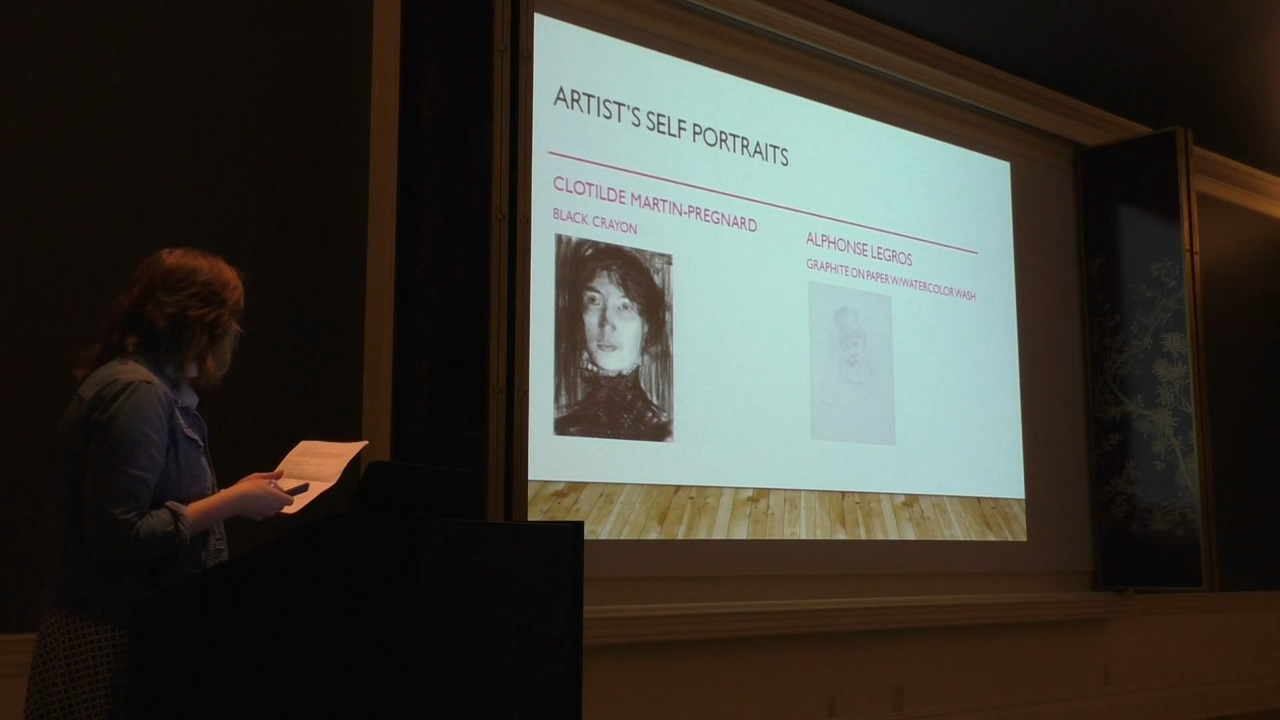 ARTIST'S SELF PORTRAITS
CLOTILDE MARTIN-PREGNARD
BLACK CRAYON
ALPHONSE LEGROS
GRAPHITE ON PAPER W/WATERCOLOR WASH